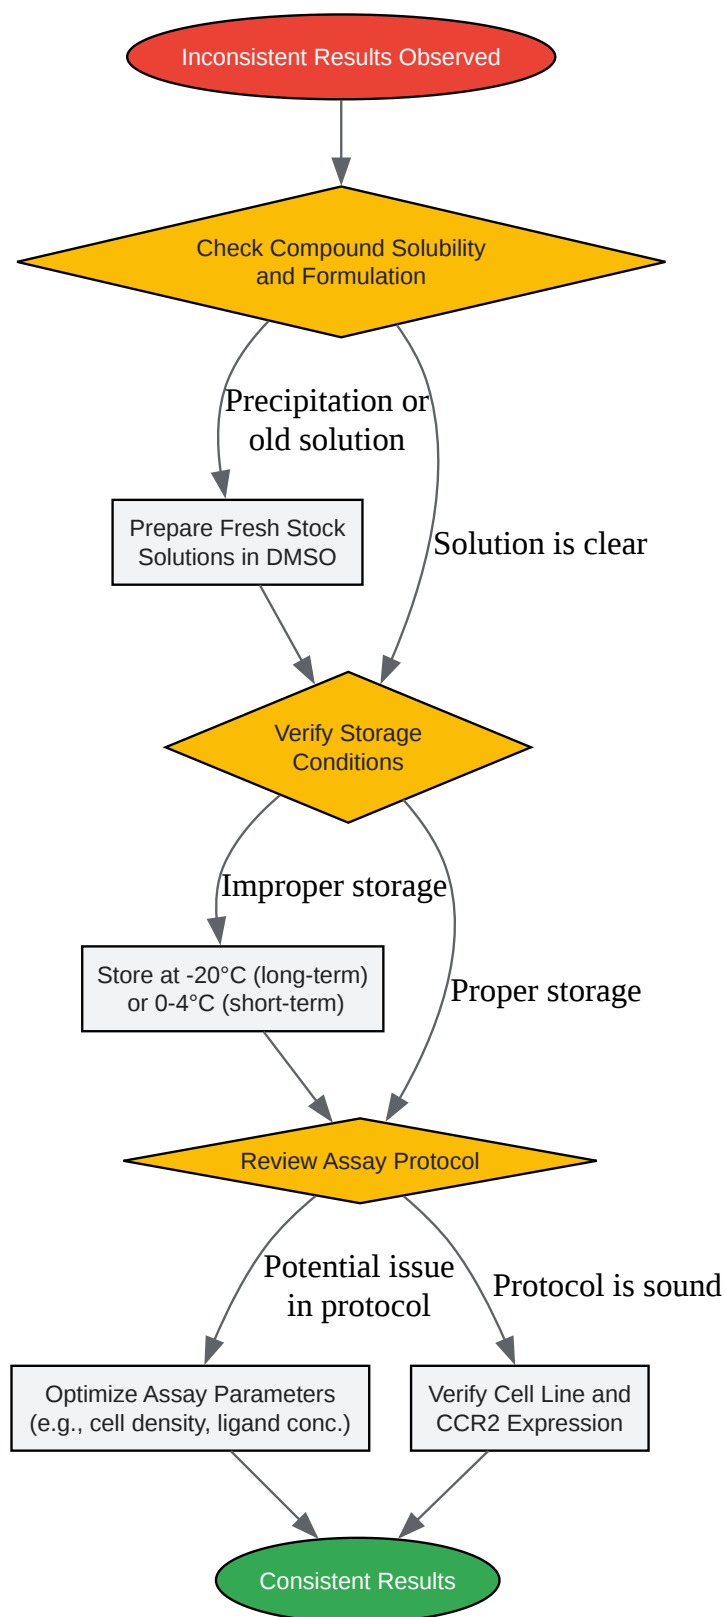 Inconsistent Results Observed
Check Compound Solubility
and Formulation
Precipitation or
old solution
Prepare Fresh Stock
Solutions in DMSO
Solution is clear
Verify Storage
Conditions
Improper storage
Store at -20°C (long-term)
or 0-4°C (short-term)
Proper storage
Review Assay Protocol
Potential issue
in protocol
Protocol is sound
Optimize Assay Parameters
(e.g., cell density, ligand conc.)
Verify Cell Line and
CCR2 Expression
Consistent Results